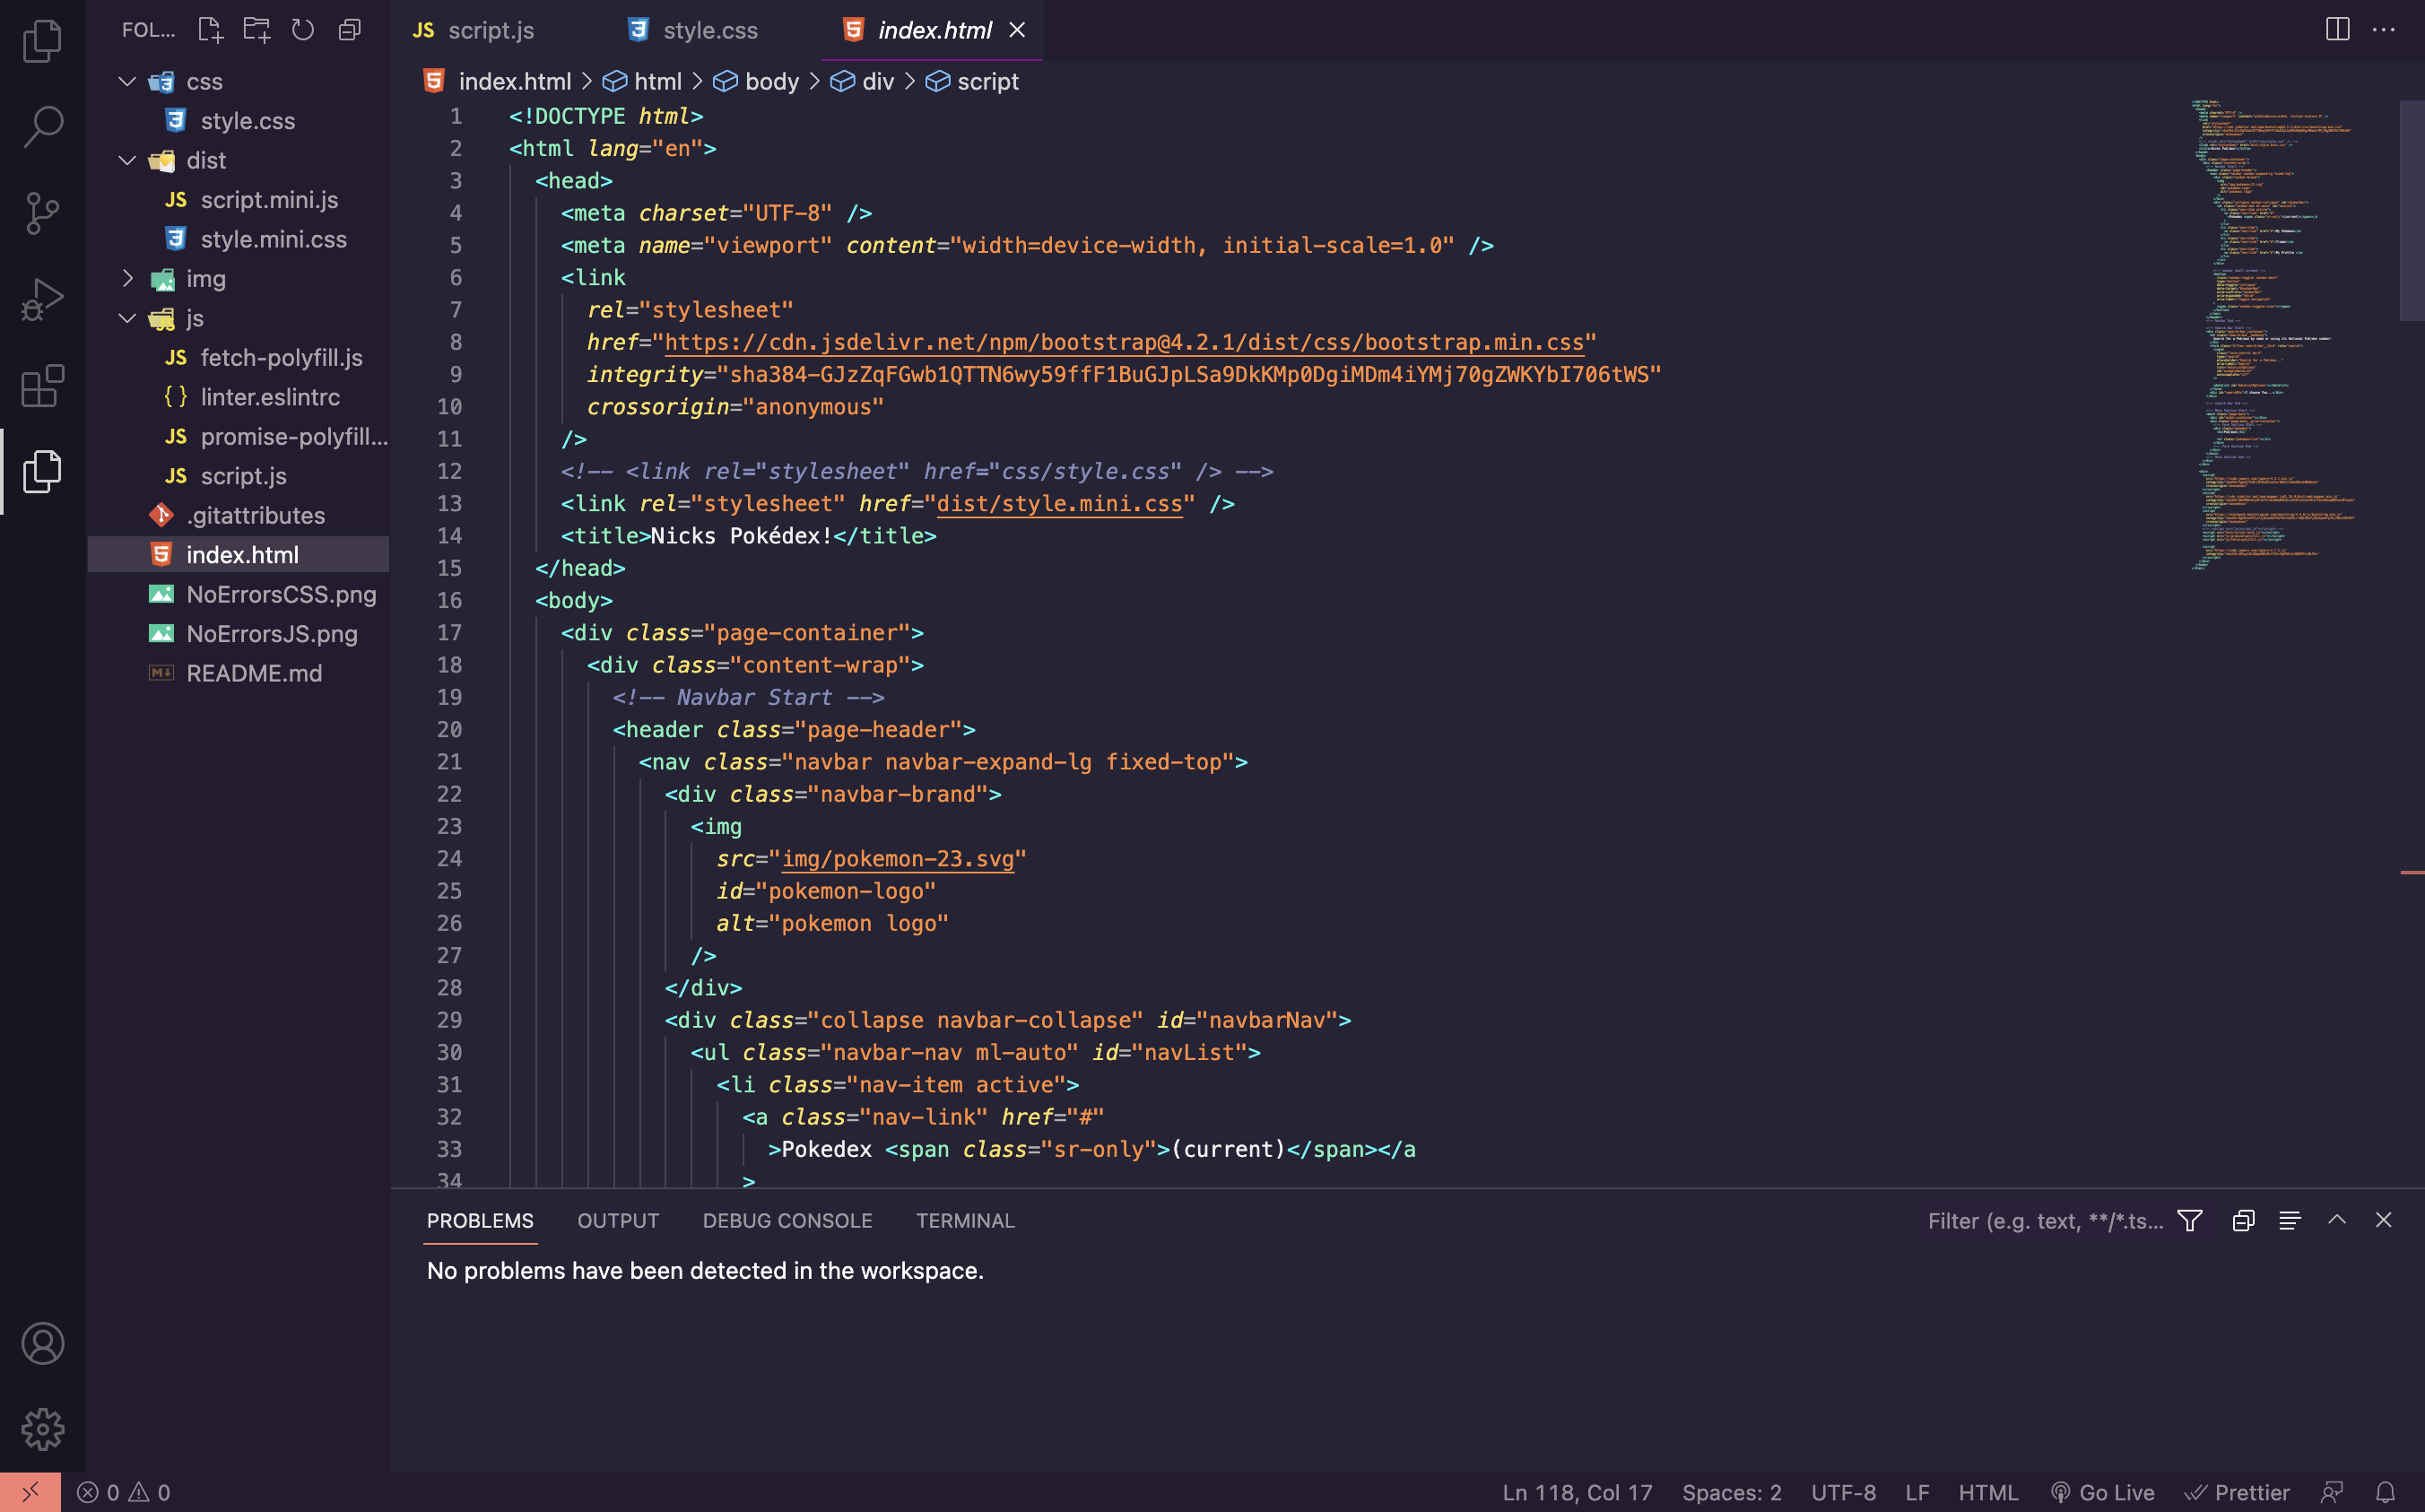 FOL...
css
style.css
dist
script.mini.js
style.mini.css
img
js
fetch-polyfill.js
linter.eslintrc
promise-polyfill...
script.js
.gitattributes
index.html
NoErrorsCSS.png
NoErrorsJS.png
README.md
JS script.js style.css index.html
index.html > html > body > div > script
1 <!DOCTYPE html>
2 <html lang="en">
3 <head>
4 <meta charset="UTF-8" />
5 <meta name="viewport" content="width=device-width, initial-scale=1.0" />
6 <link
7 rel="stylesheet"
8 href="https://cdn.jsdelivr.net/npm/bootstrap@4.2.1/dist/css/bootstrap.min.css"
9 integrity="sha384-GJzZqFGwb1QTTN6wy59ffF1BuGJpLSa9DkKMp0DgiMDm4iYMj70gZWKYbI706tWS"
10 crossorigin="anonymous"
11 />
12 <!-- <link rel="stylesheet" href="css/style.css" /> -->
13 <link rel="stylesheet" href="dist/style.mini.css" />
14 <title>Nicks Pokédex!</title>
15 </head>
16 <body>
17 <div class="page-container">
18 <div class="content-wrap">
19 <!-- Navbar Start -->
20 <header class="page-header">
21 <nav class="navbar navbar-expand-lg fixed-top">
22 <div class="navbar-brand">
23 <img
24 src="img/pokemon-23.svg"
25 id="pokemon-logo"
26 alt="pokemon logo"
27 />
28 </div>
29 <div class="collapse navbar-collapse" id="navbarNav">
30 <ul class="navbar-nav ml-auto" id="navList">
31 <li class="nav-item active">
32 <a class="nav-link" href="#"
33 >Pokedex <span class="sr-only">(current)</span></a
34 >
PROBLEMS OUTPUT DEBUG CONSOLE TERMINAL Filter (e.g. text, **/*.ts...
No problems have been detected in the workspace.
0 0 Ln 118, Col 17 Spaces: 2 UTF-8 LF HTML Go Live Prettier